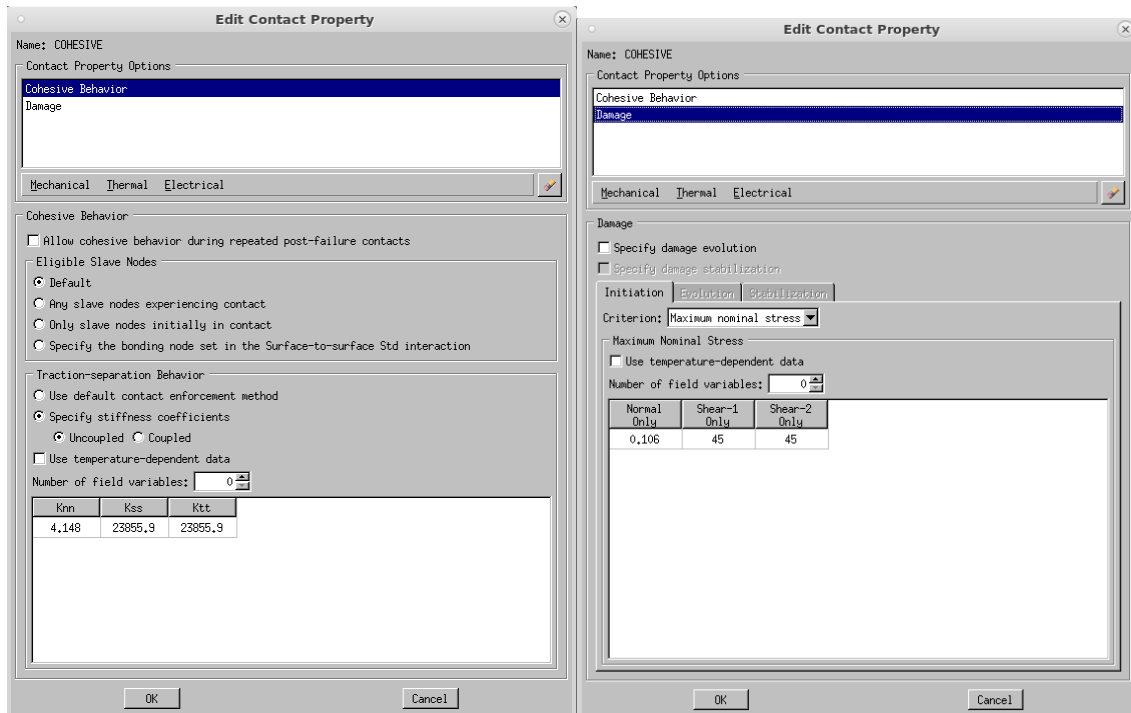 Edit Contact Property
Name: COHESIVE
Contact Property Options
Cohesive Behavior
Damage
Mechanical Thermal Electrical
Cohesive Behavior
Allow cohesive behavior during repeated post-failure contacts
Eligible Slave Nodes
Default
Any slave nodes experiencing contact
Only slave nodes initially in contact
Specify the bonding node set in the Surface-to-surface Std interaction
Traction-separation Behavior
Use default contact enforcement method
Specify stiffness coefficients
Uncoupled Coupled
Use temperature-dependent data
Number of field variables: 0
Knn Kss Ktt
4.148 23855.9 23855.9
OK Cancel
Edit Contact Property
Name: COHESIVE
Contact Property Options
Cohesive Behavior
Damage
Mechanical Thermal Electrical
Damage
Specify damage evolution
Specify damage stabilization
Initiation Evolution Stabilization
Criterion: Maximum nominal stress
Maximum Nominal Stress
Use temperature-dependent data
Number of field variables: 0
Normal Only Shear-1 Only Shear-2 Only
0.106 45 45
OK Cancel